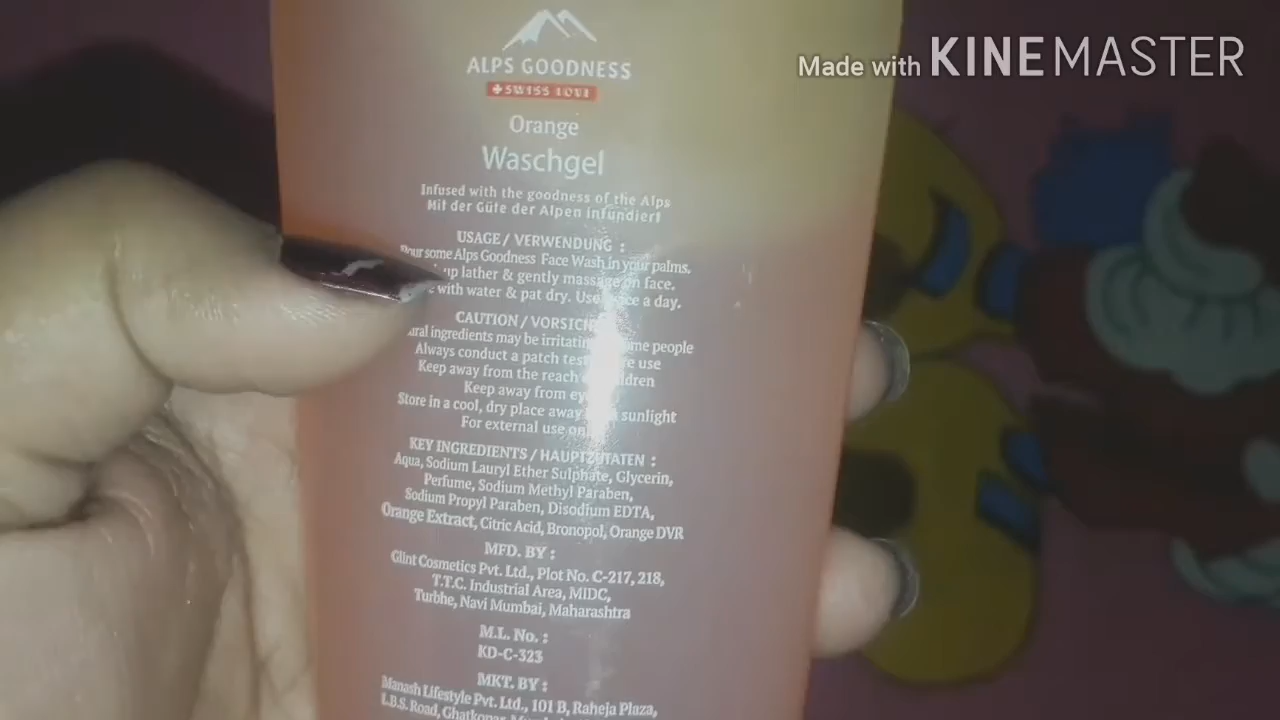 Made with KINEMASTER
ALPS GOODNESS
SWISS LOVE
Orange
Waschgel
Infused with the goodness of the Alps
Mit der Güte der Alpen infundiert
USAGE / VERWENDUNG :
some Alps Goodness Face Wash in your palms.
up lather & gently massage on face.
with water & pat dry. Use a day.
CAUTION /
ingredients may be people
Always conduct a patch test use
Keep away from the reach
Keep away from
Store in a cool, dry place away sunlight
For external use
KEY INGREDIENTS / HAUPTZUTATEN :
Aqua, Sodium Lauryl Ether Sulphate, Glycerin,
Perfume, Sodium Methyl Paraben,
Sodium Propyl Paraben, Disodium EDTA,
Orange Extract, Citric Acid, Bronopol, Orange DVR
MFD. BY :
Glint Cosmetics Pvt. Ltd., Plot No. C-217, 218,
T.T.C. Industrial Area, MIDC,
Turbhe, Navi Mumbai, Maharashtra
M.L. No. :
KD-C-323
MKT. BY :
Manash Lifestyle Pvt. Ltd., 101 B, Raheja Plaza,
L.B.S. Road,